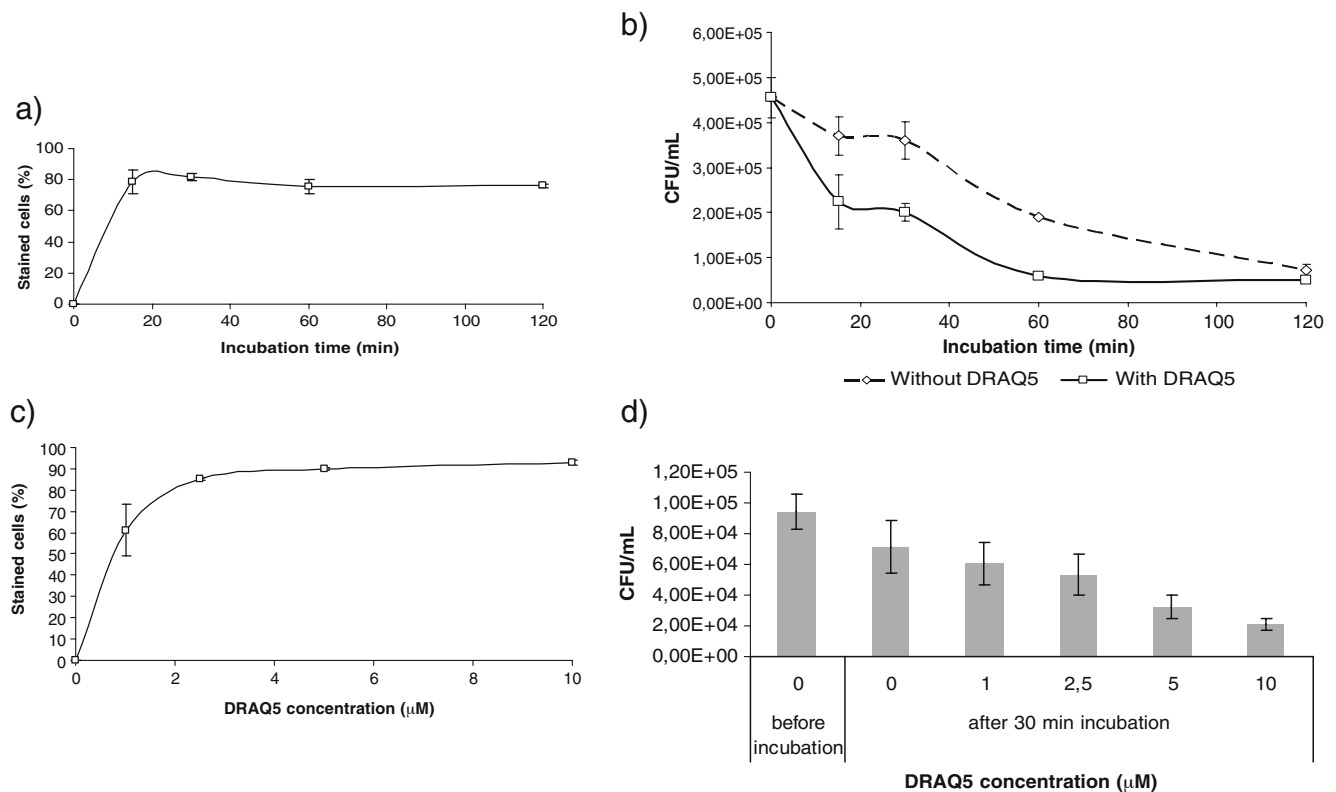 a)
Stained cells (%)
100
80
60
40
20
0
0 20 40 60 80 100 120
Incubation time (min)
b)
CFU/mL
6,00E+05
5,00E+05
4,00E+05
3,00E+05
2,00E+05
1,00E+05
0,00E+00
0 20 40 60 80 100 120
Incubation time (min)
Without DRAQ5 With DRAQ5
c)
Stained cells (%)
100
90
80
70
60
50
40
30
20
10
0
0 2 4 6 8 10
DRAQ5 concentration (μM)
d)
CFU/mL
1,20E+05
1,00E+05
8,00E+04
6,00E+04
4,00E+04
2,00E+04
0,00E+00
0 0 1 2,5 5 10
before
incubation
after 30 min incubation
DRAQ5 concentration (μM)